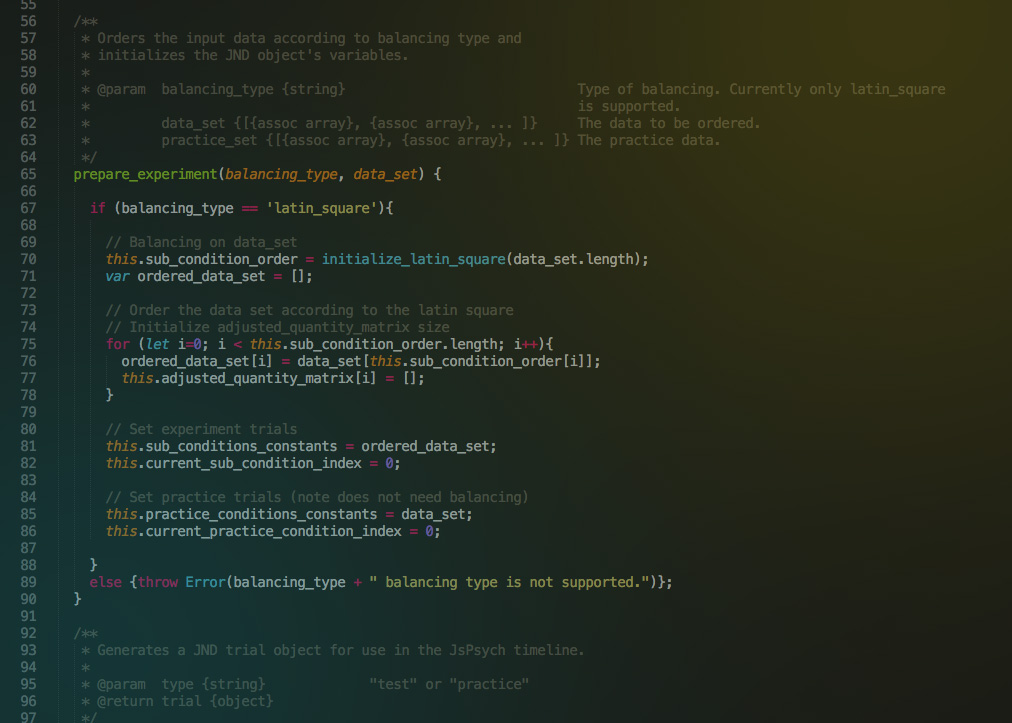 55
56 /**
57  * Orders the input data according to balancing type and
58  * initializes the JND object's variables.
59  *
60  * @param  balancing_type {string}                             Type of balancing. Currently only latin_square
61  *                                                             is supported.
62  *         data_set {[{assoc array}, {assoc array}, ... ]}     The data to be ordered.
63  *         practice_set {[{assoc array}, {assoc array}, ... ]} The practice data.
64  */
65 prepare_experiment(balancing_type, data_set) {
66
67   if (balancing_type == 'latin_square'){
68
69     // Balancing on data_set
70     this.sub_condition_order = initialize_latin_square(data_set.length);
71     var ordered_data_set = [];
72
73     // Order the data set according to the latin square
74     // Initialize adjusted_quantity_matrix size
75     for (let i=0; i < this.sub_condition_order.length; i++){
76       ordered_data_set[i] = data_set[this.sub_condition_order[i]];
77       this.adjusted_quantity_matrix[i] = [];
78     }
79
80     // Set experiment trials
81     this.sub_conditions_constants = ordered_data_set;
82     this.current_sub_condition_index = 0;
83
84     // Set practice trials (note does not need balancing)
85     this.practice_conditions_constants = data_set;
86     this.current_practice_condition_index = 0;
87
88   }
89   else {throw Error(balancing_type + " balancing type is not supported.")};
90 }
91
92 /**
93  * Generates a JND trial object for use in the JsPsych timeline.
94  *
95  * @param  type {string}             "test" or "practice"
96  * @return trial {object}
97  */